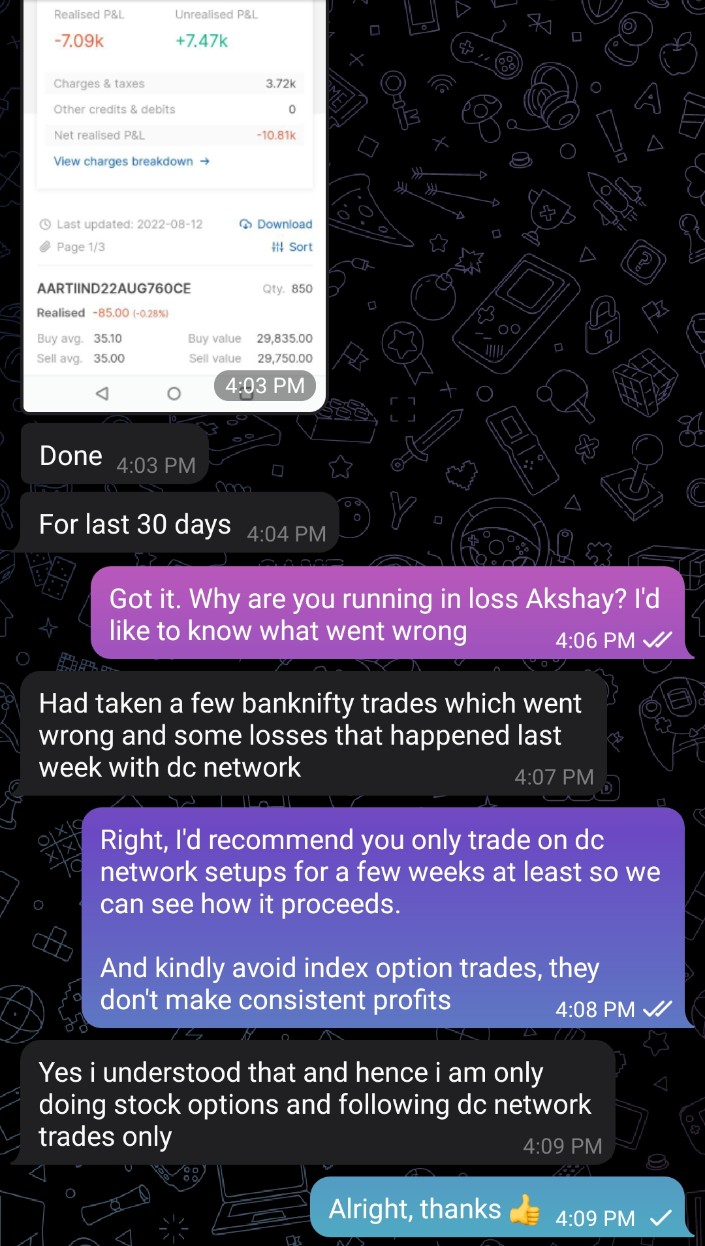 Realised P&L Unrealised P&L
-7.09k +7.47k
Charges & taxes 3.72k
Other credits & debits 0
Net realised P&L -10.81k
View charges breakdown →
Last updated: 2022-08-12 Download
Page 1/3 Sort
AARTIIND22AUG760CE Qty. 850
Realised -85.00 (-0.28%)
Buy avg. 35.10 Buy value 29,835.00
Sell avg. 35.00 Sell value 29,750.00
4:03 PM
Done 4:03 PM
For last 30 days 4:04 PM
Got it. Why are you running in loss Akshay? I'd
like to know what went wrong 4:06 PM
Had taken a few banknifty trades which went
wrong and some losses that happened last
week with dc network 4:07 PM
Right, I'd recommend you only trade on dc
network setups for a few weeks at least so we
can see how it proceeds.
And kindly avoid index option trades, they
don't make consistent profits 4:08 PM
Yes i understood that and hence i am only
doing stock options and following dc network
trades only 4:09 PM
Alright, thanks 👍 4:09 PM